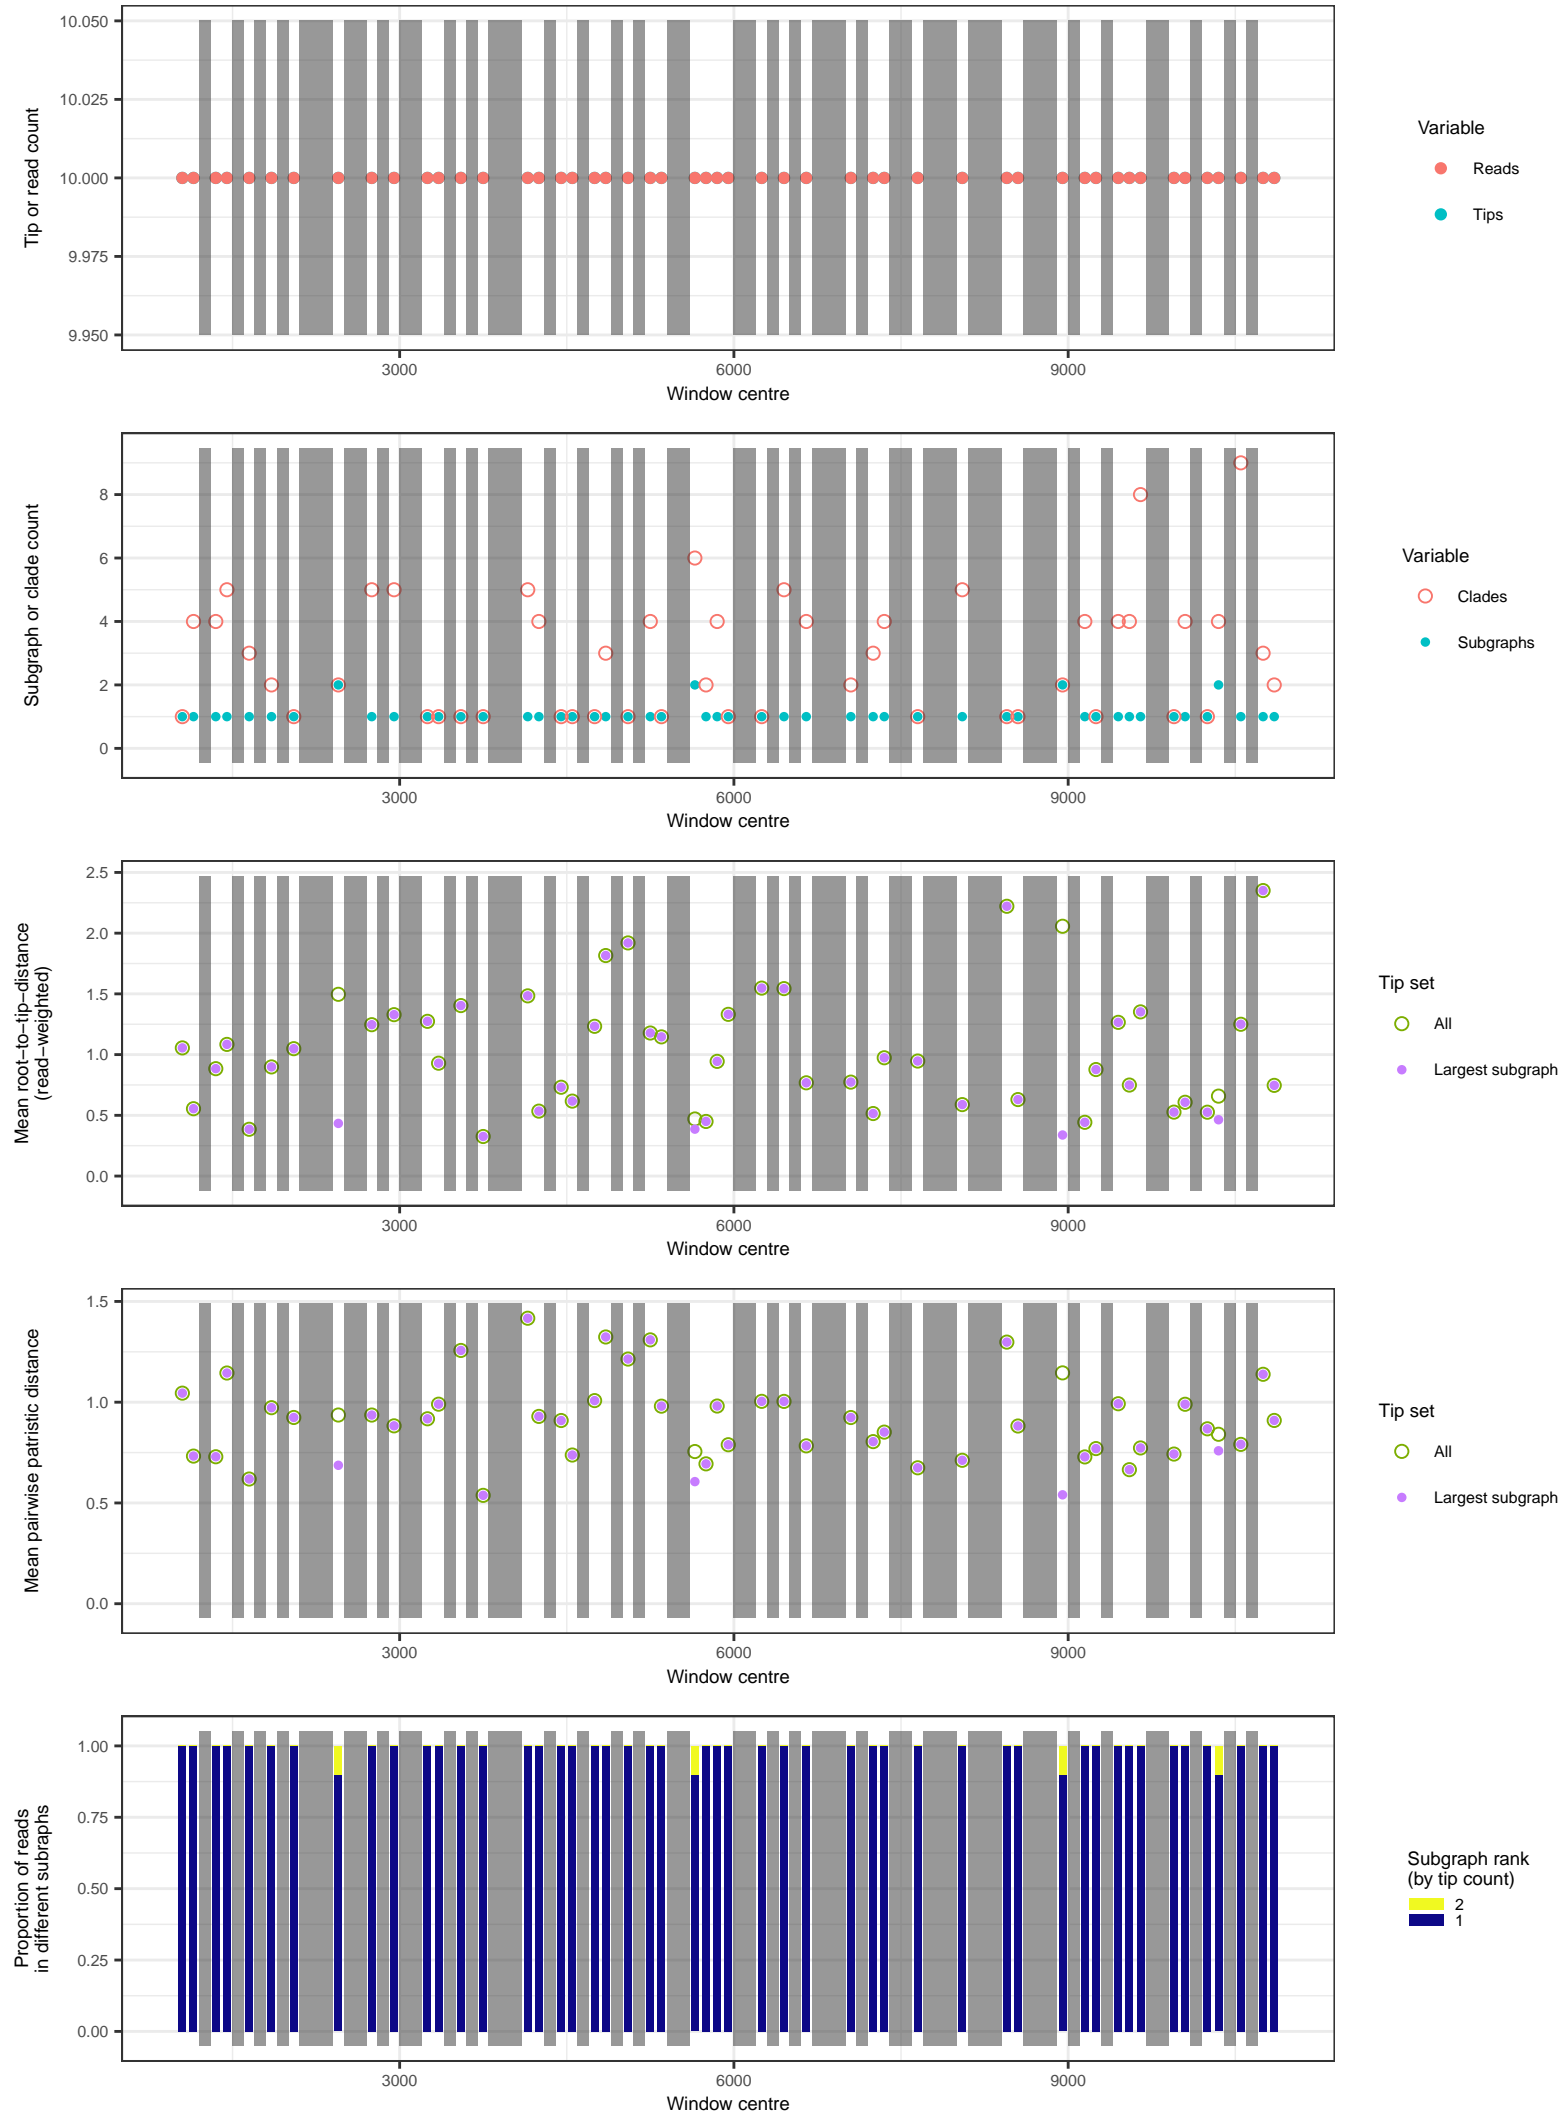 10.050
10.025
10.000
9.975
9.950
Tip or read count
3000
6000
9000
Window centre
Variable
Reads
Tips
8
6
4
2
0
Subgraph or clade count
3000
6000
9000
Window centre
Variable
Clades
Subgraphs
2.5
2.0
1.5
1.0
0.5
0.0
Mean root−to−tip−distance
(read−weighted)
3000
6000
9000
Window centre
Tip set
All
Largest subgraph
1.5
1.0
0.5
0.0
Mean pairwise patristic distance
3000
6000
9000
Window centre
Tip set
All
Largest subgraph
1.00
0.75
0.50
0.25
0.00
Proportion of reads
in different subraphs
3000
6000
9000
Window centre
Subgraph rank
(by tip count)
2
1